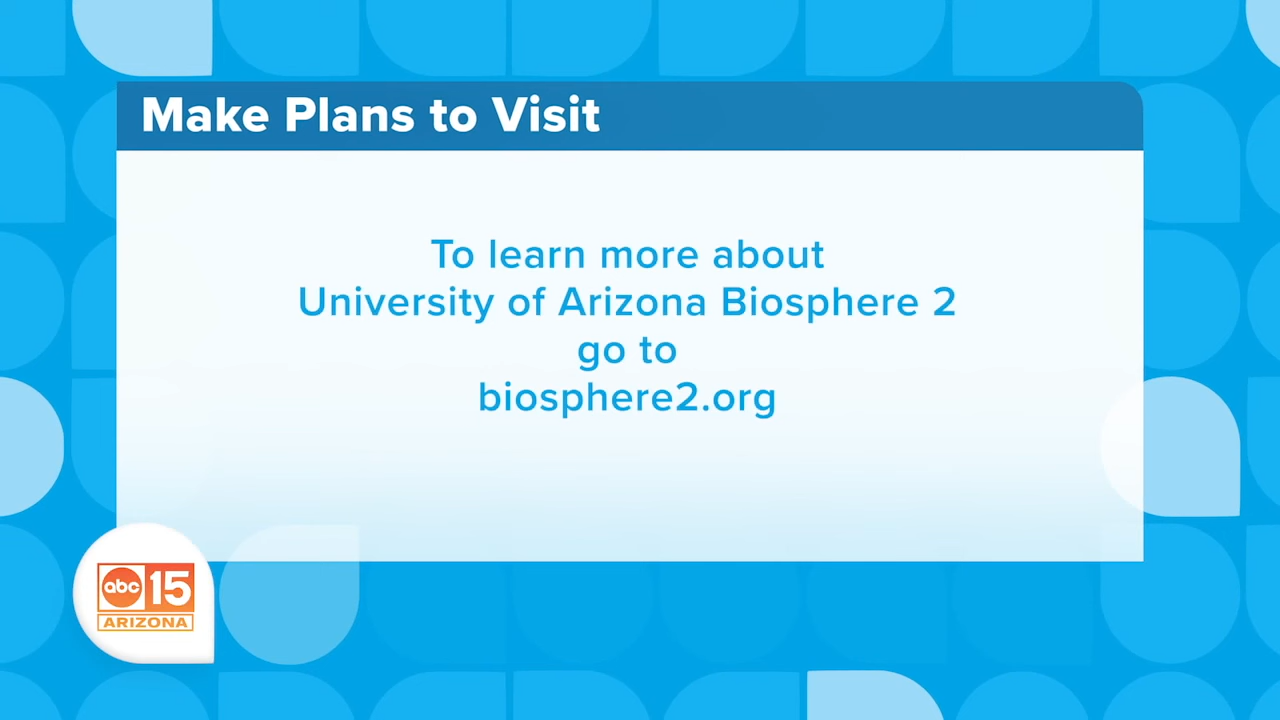 Make Plans to Visit
To learn more about
University of Arizona Biosphere 2
go to
biosphere2.org
abc 15
ARIZONA